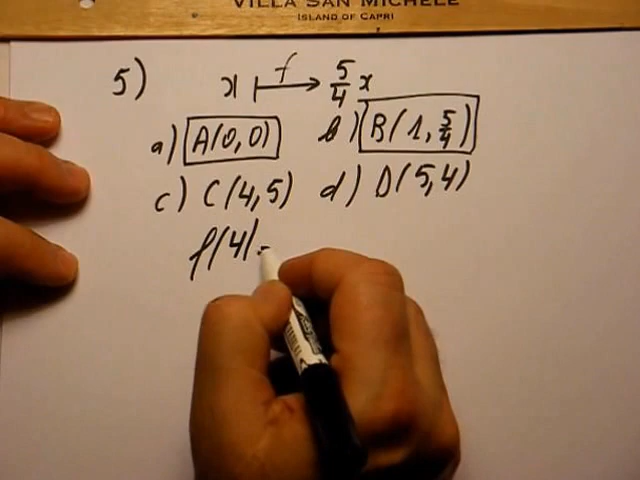 VILLA SAN MICHELE
ISLAND OF CAPRI
5) x ↦ f 5/4 x
a) A(0,0) b) B(1, 5/4)
c) C(4,5) d) D(5,4)
f(4) =